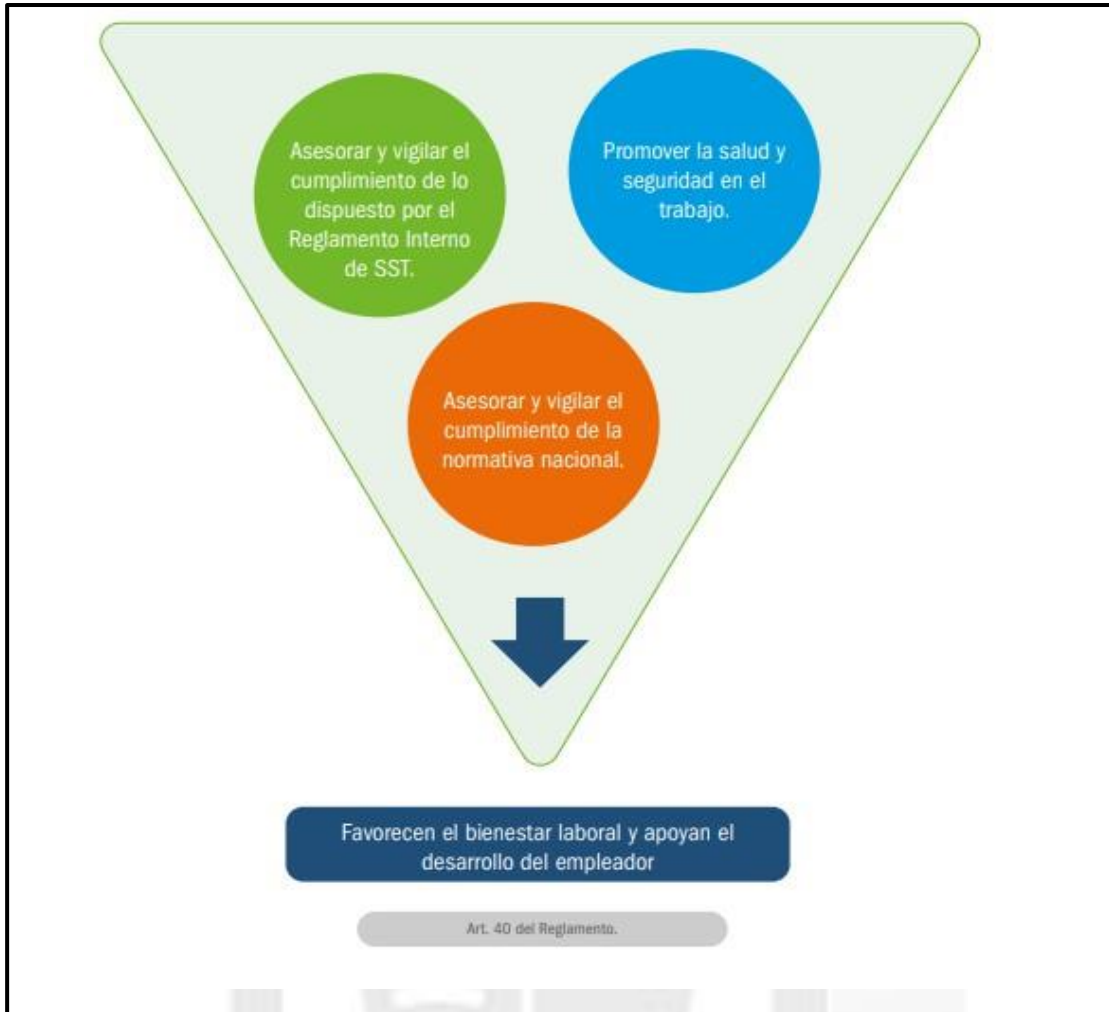 Asesorar y vigilar el
cumplimiento de lo
dispuesto por el
Reglamento Interno
de SST.
Promover la salud y
seguridad en el
trabajo.
Asesorar y vigilar el
cumplimiento de la
normativa nacional.
Favorecen el bienestar laboral y apoyan el
desarrollo del empleador
Art. 40 del Reglamento.